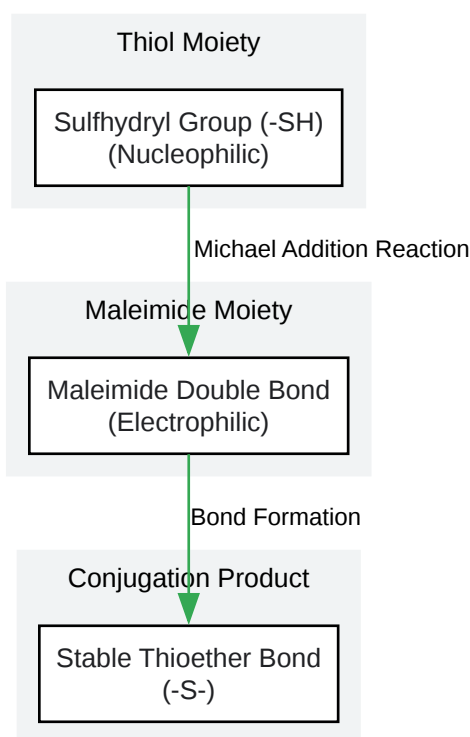 Thiol Moiety
Sulfhydryl Group (-SH)
(Nucleophilic)
Michael Addition Reaction
Maleimide Moiety
Maleimide Double Bond
(Electrophilic)
Bond Formation
Conjugation Product
Stable Thioether Bond
(-S-)